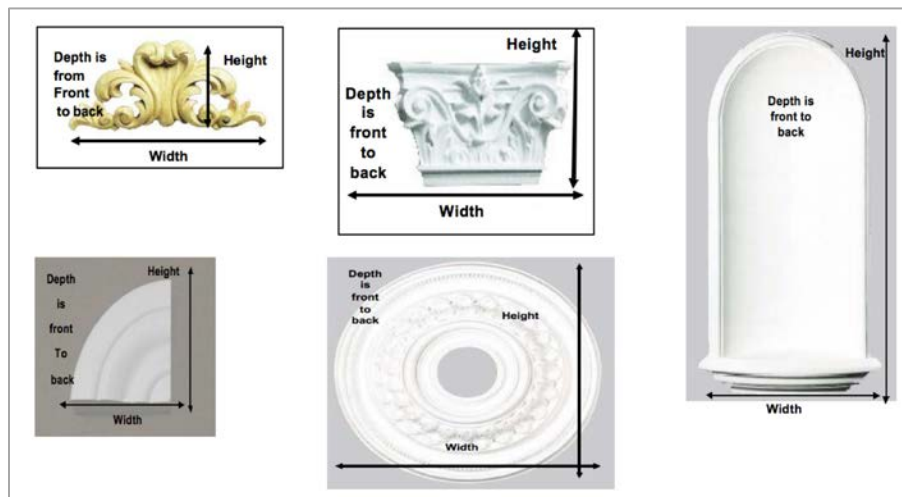 Depth is
from
Front
to back
Height
Width
Height
Depth
is
front
to
back
Width
Height
Depth is
front to
back
Width
Depth
is
front
To
back
Height
Width
Depth
is
front
to
back
Height
Width